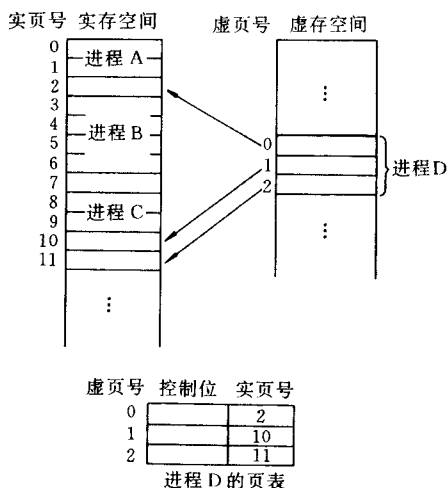 实页号 实存空间
0
1
2
3
4
5
6
7
8
9
10
11
进程 A
进程 B
进程 C
⋮
虚页号 虚存空间
⋮
0
1
2
进程D
⋮
虚页号 控制位 实页号
0 2
1 10
2 11
进程 D 的页表